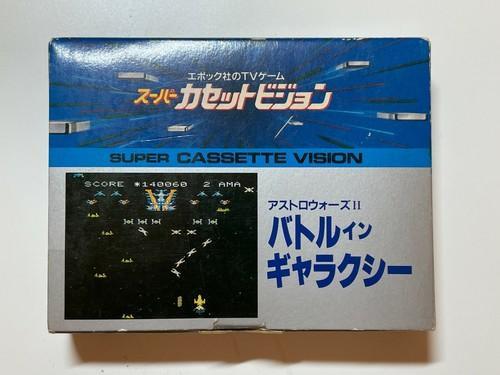 エポック社のTVゲーム
スーパー カセットビジョン
SUPER CASSETTE VISION
SCORE *140060 2 AMA
アストロウォーズII
バトルイン
ギャラクシー